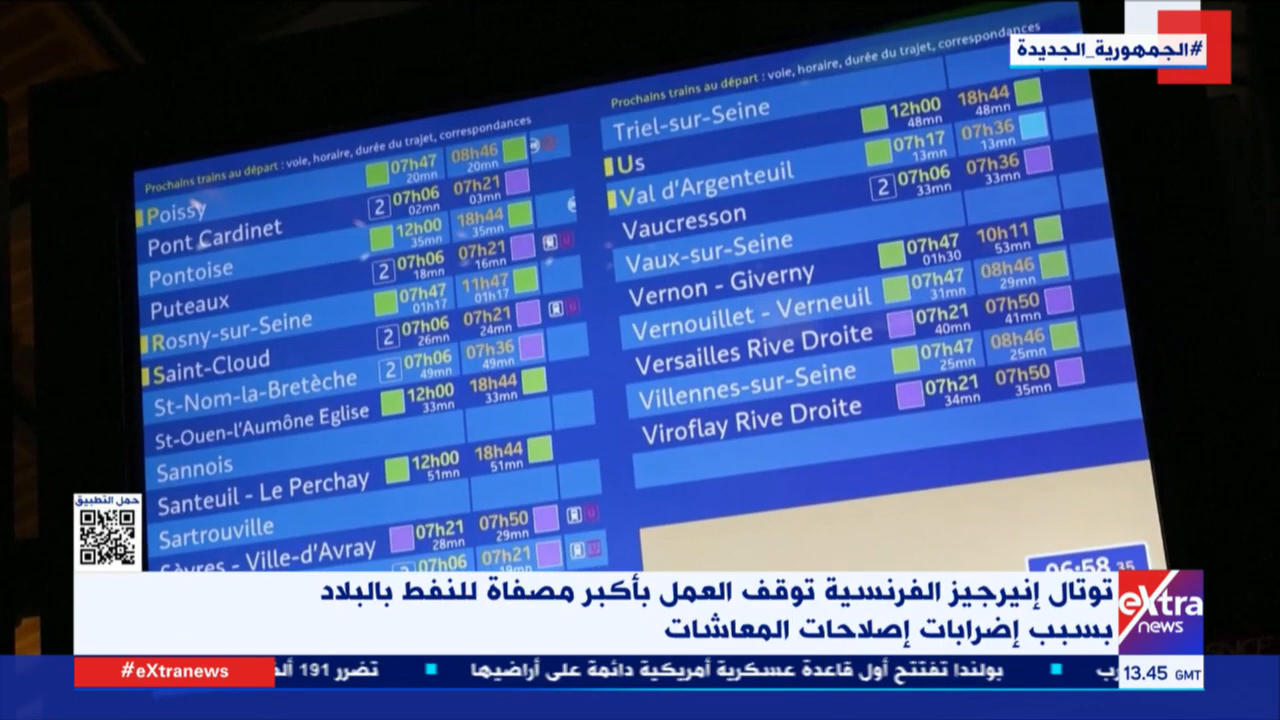 #الجمهورية_الجديدة
Prochains trains au départ : voie, horaire, durée du trajet, correspondances
Poissy 07h47 20mn 08h46 20mn
Pont Cardinet 2 07h06 02mn 07h21 03mn
Pontoise 12h00 35mn 18h44 35mn
Puteaux 2 07h06 18mn 07h21 16mn
Rosny-sur-Seine 07h47 01h17 11h47 01h17
Saint-Cloud 2 07h06 26mn 07h21 24mn
St-Nom-la-Bretèche 2 07h06 49mn 07h36 49mn
St-Ouen-l'Aumône Eglise 12h00 33mn 18h44 33mn
Sannois
Santeuil - Le Perchay 12h00 51mn 18h44 51mn
Sartrouville
Sèvres - Ville-d'Avray 07h21 28mn 07h50 29mn
07h06 07h21
Prochains trains au départ : voie, horaire, durée du trajet, correspondances
Triel-sur-Seine 12h00 48mn 18h44 48mn
Us
Val d'Argenteuil 07h17 13mn 07h36 13mn
Vaucresson 2 07h06 33mn 07h36 33mn
Vaux-sur-Seine
Vernon - Giverny 07h47 01h30 10h11 53mn
Vernouillet - Verneuil 07h47 31mn 08h46 29mn
Versailles Rive Droite 07h21 40mn 07h50 41mn
Villennes-sur-Seine 07h47 25mn 08h46 25mn
Viroflay Rive Droite 07h21 34mn 07h50 35mn
06:58 35
حمل التطبيق
توتال إنيرجيز الفرنسية توقف العمل بأكبر مصفاة للنفط بالبلاد
بسبب إضرابات إصلاحات المعاشات
eXtra
news
#eXtranews
بولندا تفتتح أول قاعدة عسكرية أمريكية دائمة على أراضيها ■ تضرر 191
13.45 GMT